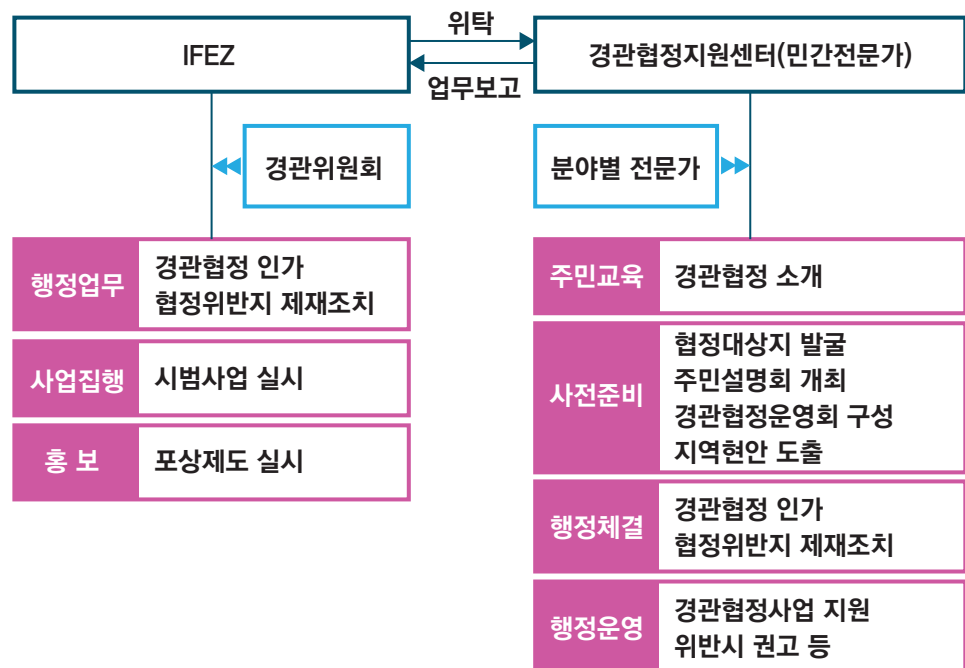 IFEZ
위탁
업무보고
경관협정지원센터(민간전문가)
경관위원회
분야별 전문가
행정업무
경관협정 인가
협정위반지 제재조치
사업집행
시범사업 실시
홍 보
포상제도 실시
주민교육
경관협정 소개
사전준비
협정대상지 발굴
주민설명회 개최
경관협정운영회 구성
지역현안 도출
행정체결
경관협정 인가
협정위반지 제재조치
행정운영
경관협정사업 지원
위반시 권고 등